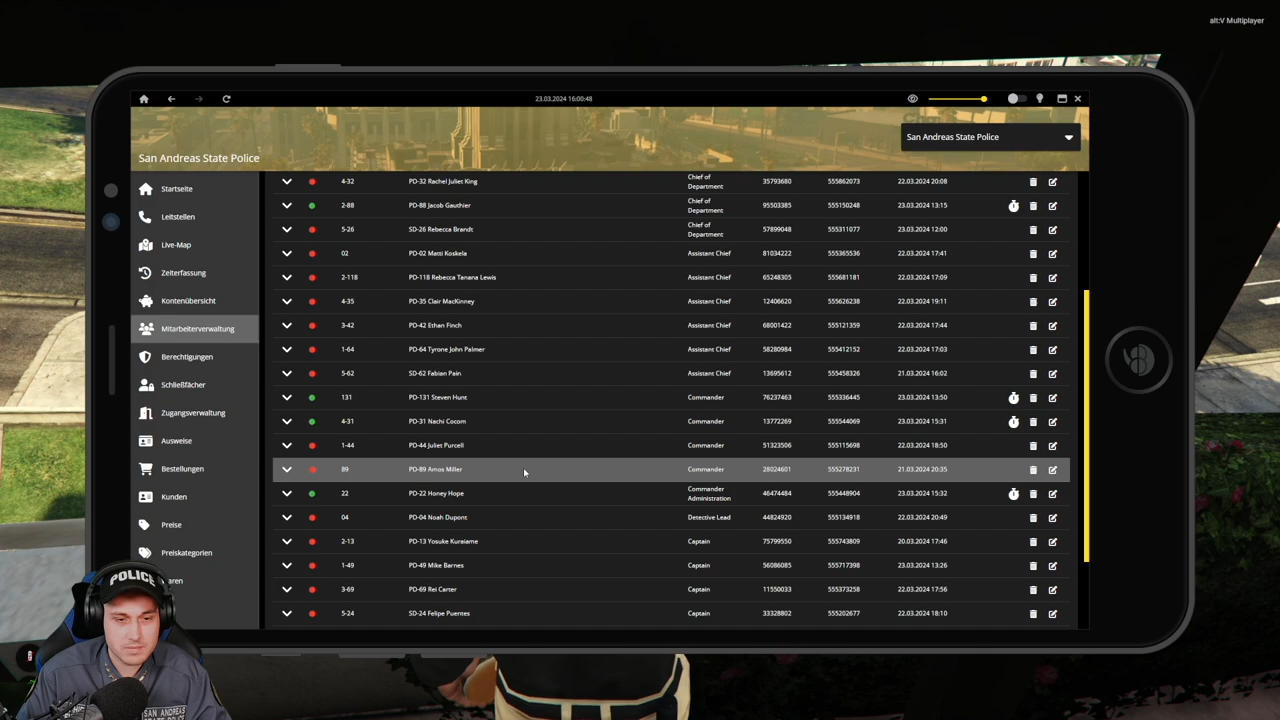 alt:V Multiplayer
23.03.2024 16:00:48
San Andreas State Police
San Andreas State Police
Startseite
Leitstellen
Live-Map
Zeiterfassung
Kontenübersicht
Mitarbeiterverwaltung
Berechtigungen
Schließfächer
Zugangsverwaltung
Ausweise
Bestellungen
Kunden
Preise
Preiskategorien
4-32 PD-32 Rachel Juliet King Chief of Department 35793680 555862073 22.03.2024 20:08
2-88 PD-88 Jacob Gauthier Chief of Department 95503385 555150248 23.03.2024 13:15
5-26 SD-26 Rebecca Brandt Chief of Department 57899048 555311077 23.03.2024 12:00
02 PD-02 Matti Koskela Assistant Chief 81034222 555365536 22.03.2024 17:41
2-118 PD-118 Rebecca Tanana Lewis Assistant Chief 65248305 555681181 22.03.2024 17:09
4-35 PD-35 Clair MacKinney Assistant Chief 12406620 555626238 22.03.2024 19:11
3-42 PD-42 Ethan Finch Assistant Chief 68001422 555121359 22.03.2024 17:44
1-64 PD-64 Tyrone John Palmer Assistant Chief 58280984 555412152 22.03.2024 17:03
5-62 SD-62 Fabian Pain Assistant Chief 13695612 555458326 21.03.2024 16:02
131 PD-131 Steven Hunt Commander 76237463 555336445 23.03.2024 13:50
4-31 PD-31 Nachi Cocom Commander 13772269 555544069 23.03.2024 15:31
1-44 PD-44 Juliet Purcell Commander 51323506 555115698 22.03.2024 18:50
89 PD-89 Amos Miller Commander 28024601 555278231 21.03.2024 20:35
22 PD-22 Honey Hope Commander Administration 46474484 555448904 23.03.2024 15:32
04 PD-04 Noah Dupont Detective Lead 44824920 555134918 22.03.2024 20:49
2-13 PD-13 Yosuke Kuraiame Captain 75799550 555743809 20.03.2024 17:46
1-49 PD-49 Mike Barnes Captain 56086085 555717398 23.03.2024 13:26
3-69 PD-69 Rei Carter Captain 11550033 555373258 22.03.2024 17:56
5-24 SD-24 Felipe Puentes Captain 33328802 555202677 22.03.2024 18:10
POLICE
SAN ANDREAS